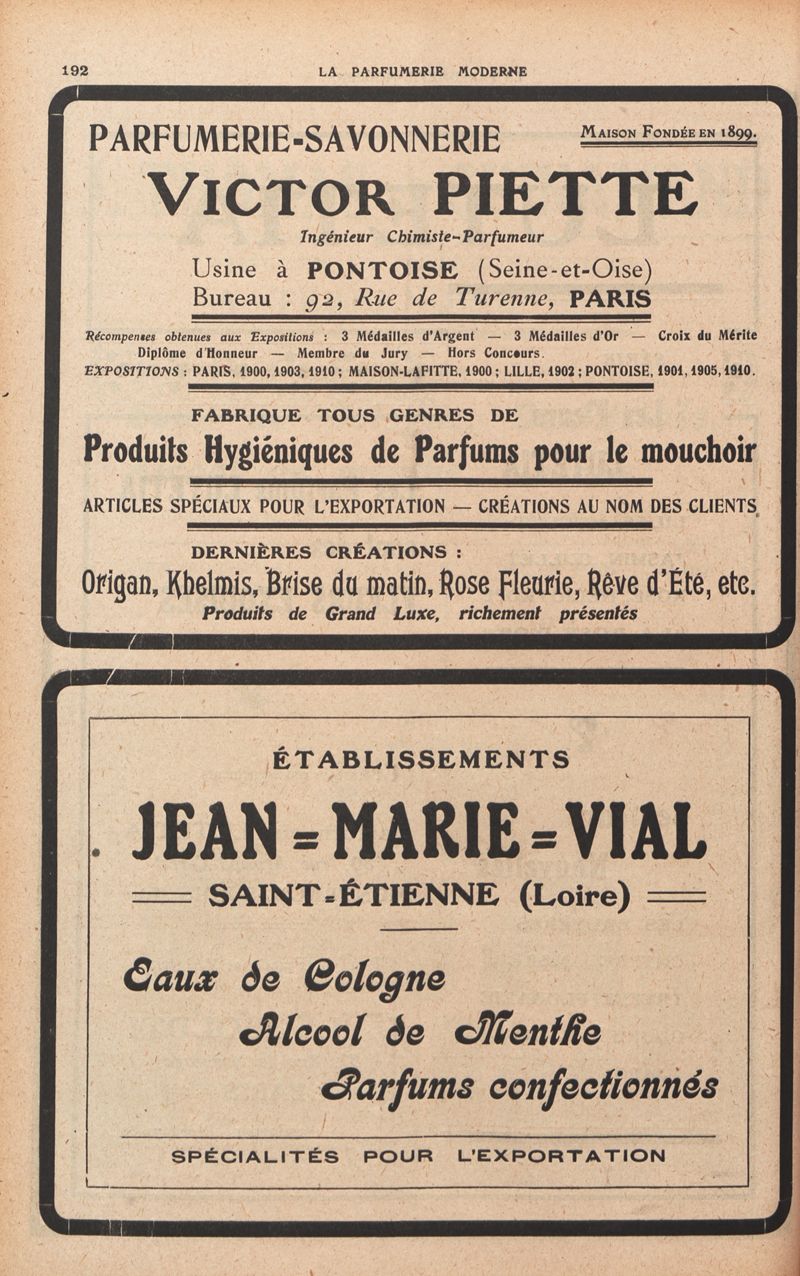 192
LA PARFUMERIE MODERNE
PARFUMERIE-SAVONNERIE
MAISON FONDÉE EN 1899.
VICTOR PIETTE
Ingénieur Chimiste-Parfumeur
Usine à PONTOISE (Seine-et-Oise)
Bureau : 92, Rue de Turenne, PARIS
Récompenses obtenues aux Expositions : 3 Médailles d'Argent — 3 Médailles d'Or — Croix du Mérite
Diplôme d'Honneur — Membre du Jury — Hors Concours.
EXPOSITIONS : PARIS, 1900, 1903, 1910 ; MAISON-LAFITTE, 1900 ; LILLE, 1902 ; PONTOISE, 1901, 1905, 1910.
FABRIQUE TOUS GENRES DE
Produits Hygiéniques de Parfums pour le mouchoir
ARTICLES SPÉCIAUX POUR L'EXPORTATION — CRÉATIONS AU NOM DES CLIENTS
DERNIÈRES CRÉATIONS :
Origan, Khelmis, Brise du matin, Rose Fleurie, Rêve d'Été, etc.
Produits de Grand Luxe, richement présentés
ÉTABLISSEMENTS
JEAN=MARIE=VIAL
SAINT=ÉTIENNE (Loire)
Eaux de Cologne
Alcool de Menthe
Parfums confectionnés
SPÉCIALITÉS POUR L'EXPORTATION